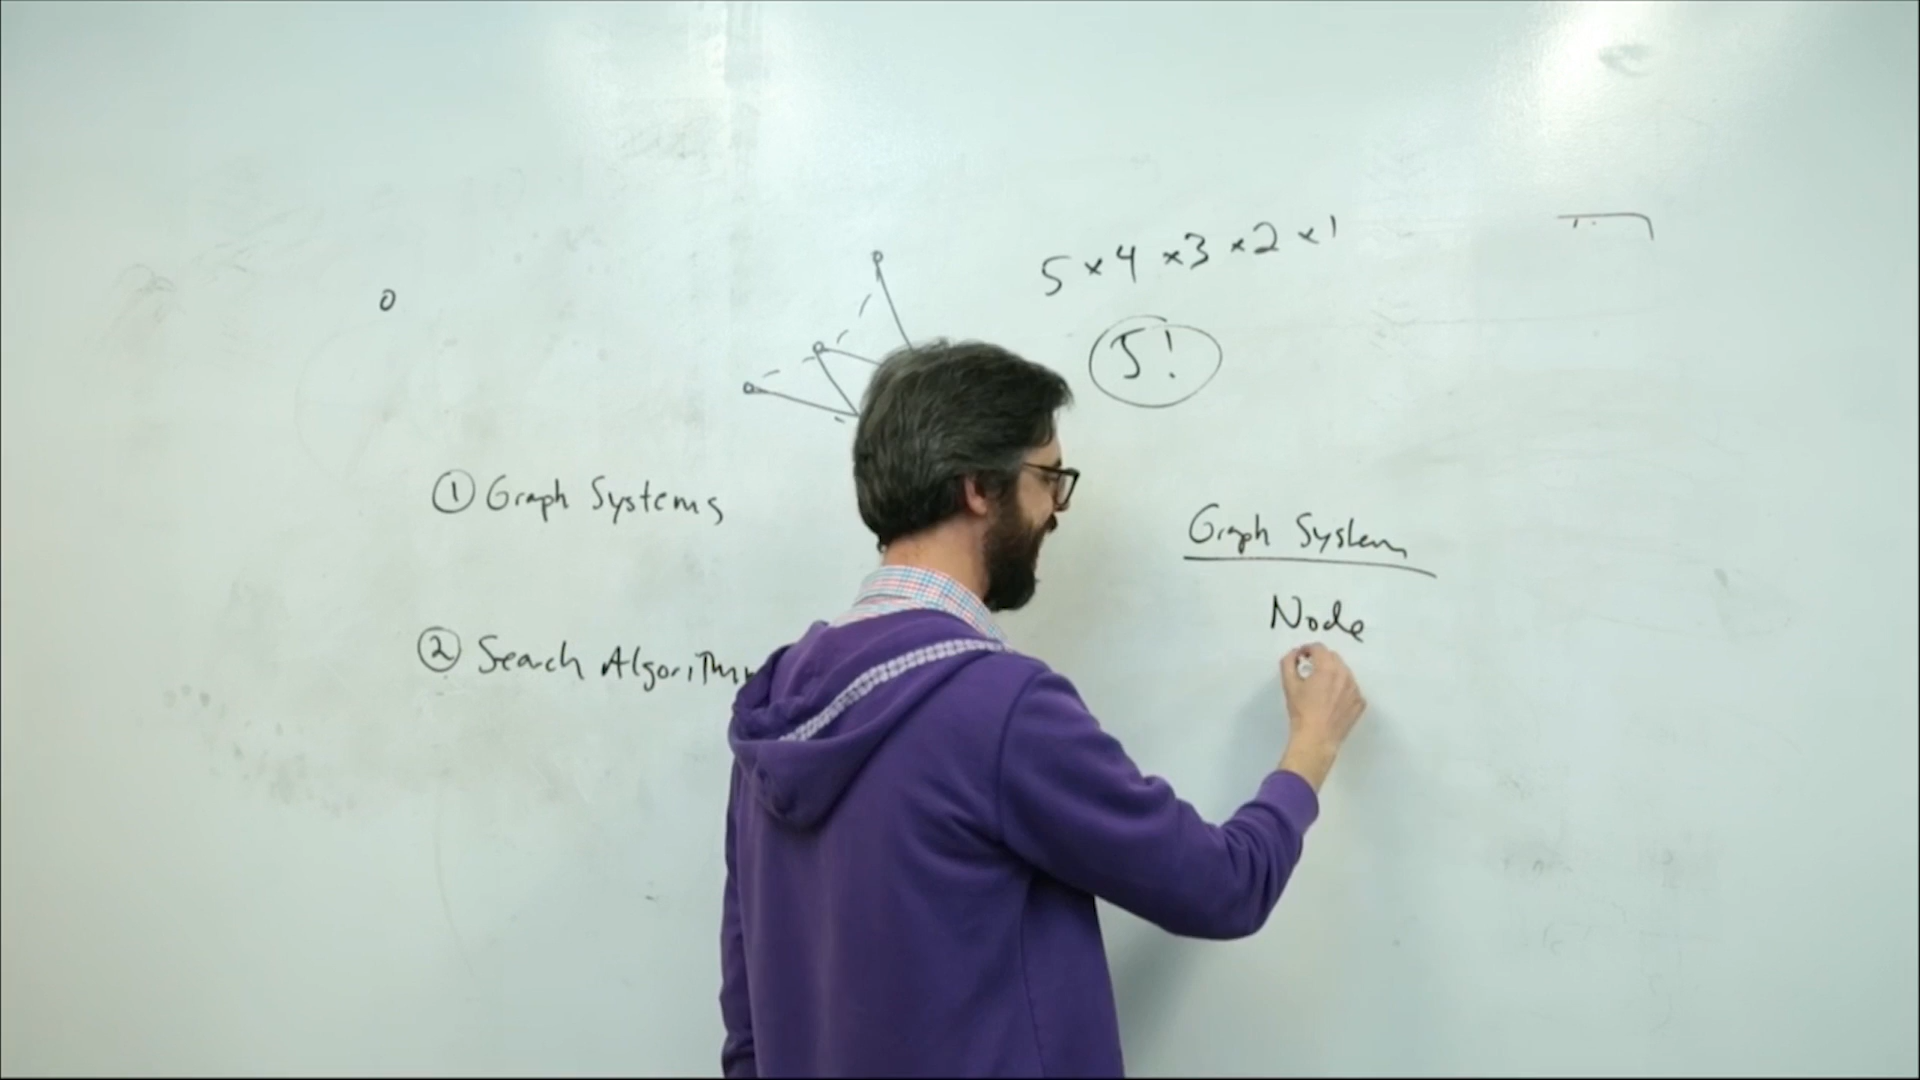 5 × 4 × 3 × 2 × 1
5!
① Graph Systems
② Search Algorithm
Graph System
Node